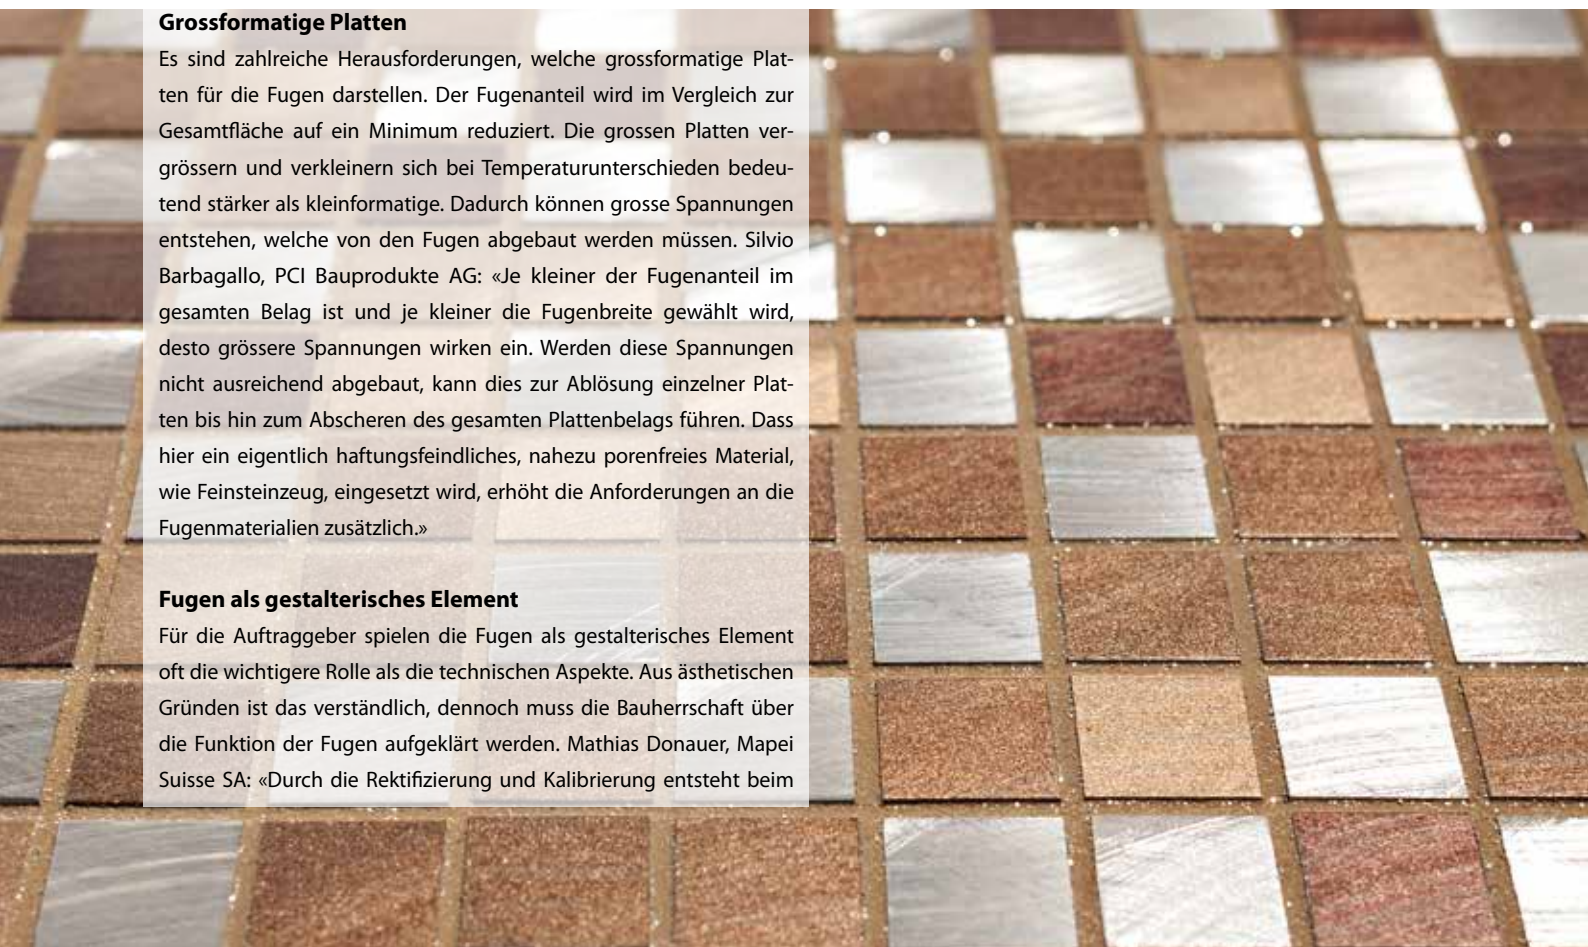 Grossformatige Platten
Es sind zahlreiche Herausforderungen, welche grossformatige Plat-
ten für die Fugen darstellen. Der Fugenanteil wird im Vergleich zur
Gesamtfläche auf ein Minimum reduziert. Die grossen Platten ver-
grössern und verkleinern sich bei Temperaturunterschieden bedeu-
tend stärker als kleinformatige. Dadurch können grosse Spannungen
entstehen, welche von den Fugen abgebaut werden müssen. Silvio
Barbagallo, PCI Bauprodukte AG: «Je kleiner der Fugenanteil im
gesamten Belag ist und je kleiner die Fugenbreite gewählt wird,
desto grössere Spannungen wirken ein. Werden diese Spannungen
nicht ausreichend abgebaut, kann dies zur Ablösung einzelner Plat-
ten bis hin zum Abscheren des gesamten Plattenbelags führen. Dass
hier ein eigentlich haftungsfeindliches, nahezu porenfreies Material,
wie Feinsteinzeug, eingesetzt wird, erhöht die Anforderungen an die
Fugenmaterialien zusätzlich.»
Fugen als gestalterisches Element
Für die Auftraggeber spielen die Fugen als gestalterisches Element
oft die wichtigere Rolle als die technischen Aspekte. Aus ästhetischen
Gründen ist das verständlich, dennoch muss die Bauherrschaft über
die Funktion der Fugen aufgeklärt werden. Mathias Donauer, Mapei
Suisse SA: «Durch die Rektifizierung und Kalibrierung entsteht beim